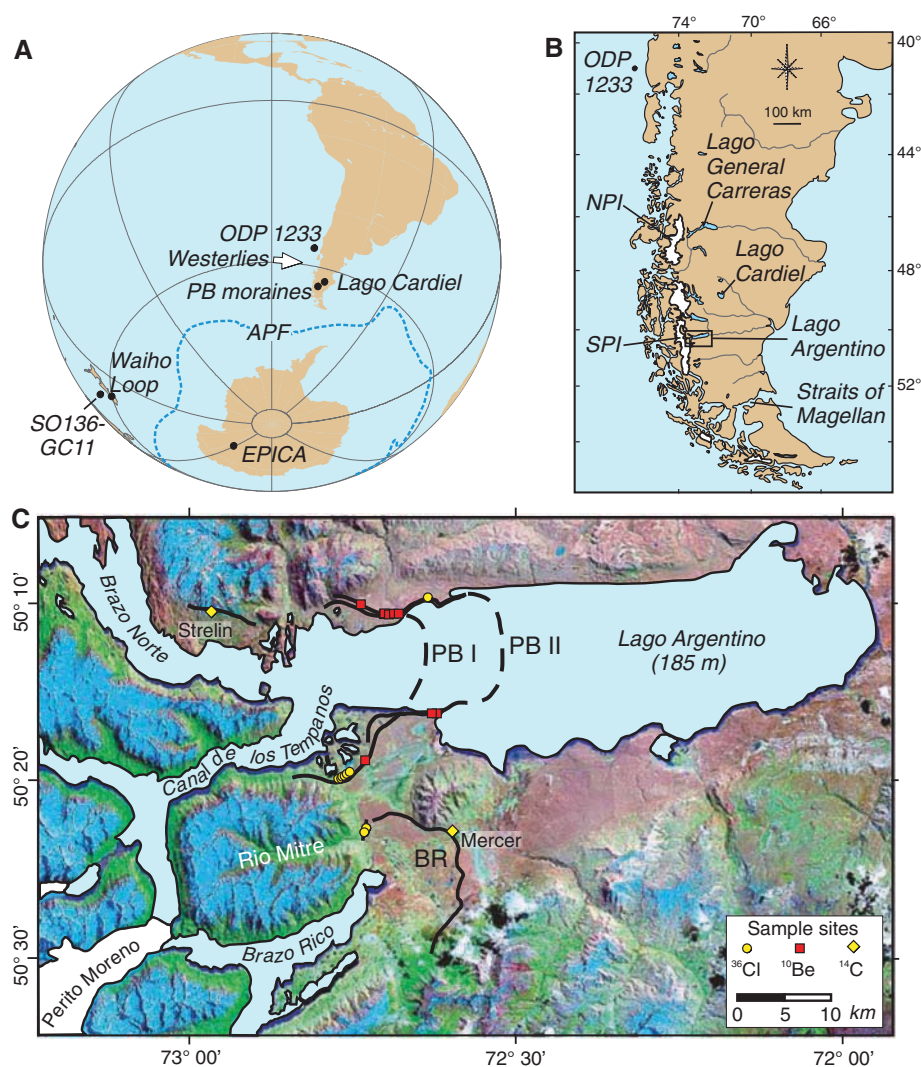 A
ODP 1233
Westerlies
PB moraines
Lago Cardiel
APF
Waiho
Loop
SO136-
GC11
EPICA
B
74° 70° 66°
ODP
1233
40°
100 km
44°
Lago
General
Carreras
NPI
Lago
Cardiel
48°
SPI
Lago
Argentino
52°
Straits of
Magellan
C
50° 10'
Brazo Norte
Strelin
PB I
PB II
Lago Argentino
(185 m)
50° 20'
Canal de los Tempanos
Rio Mitre
Mercer
BR
50° 30'
Perito Moreno
Brazo Rico
Sample sites
³⁶Cl ¹⁰Be ¹⁴C
0 5 10 km
73° 00' 72° 30' 72° 00'